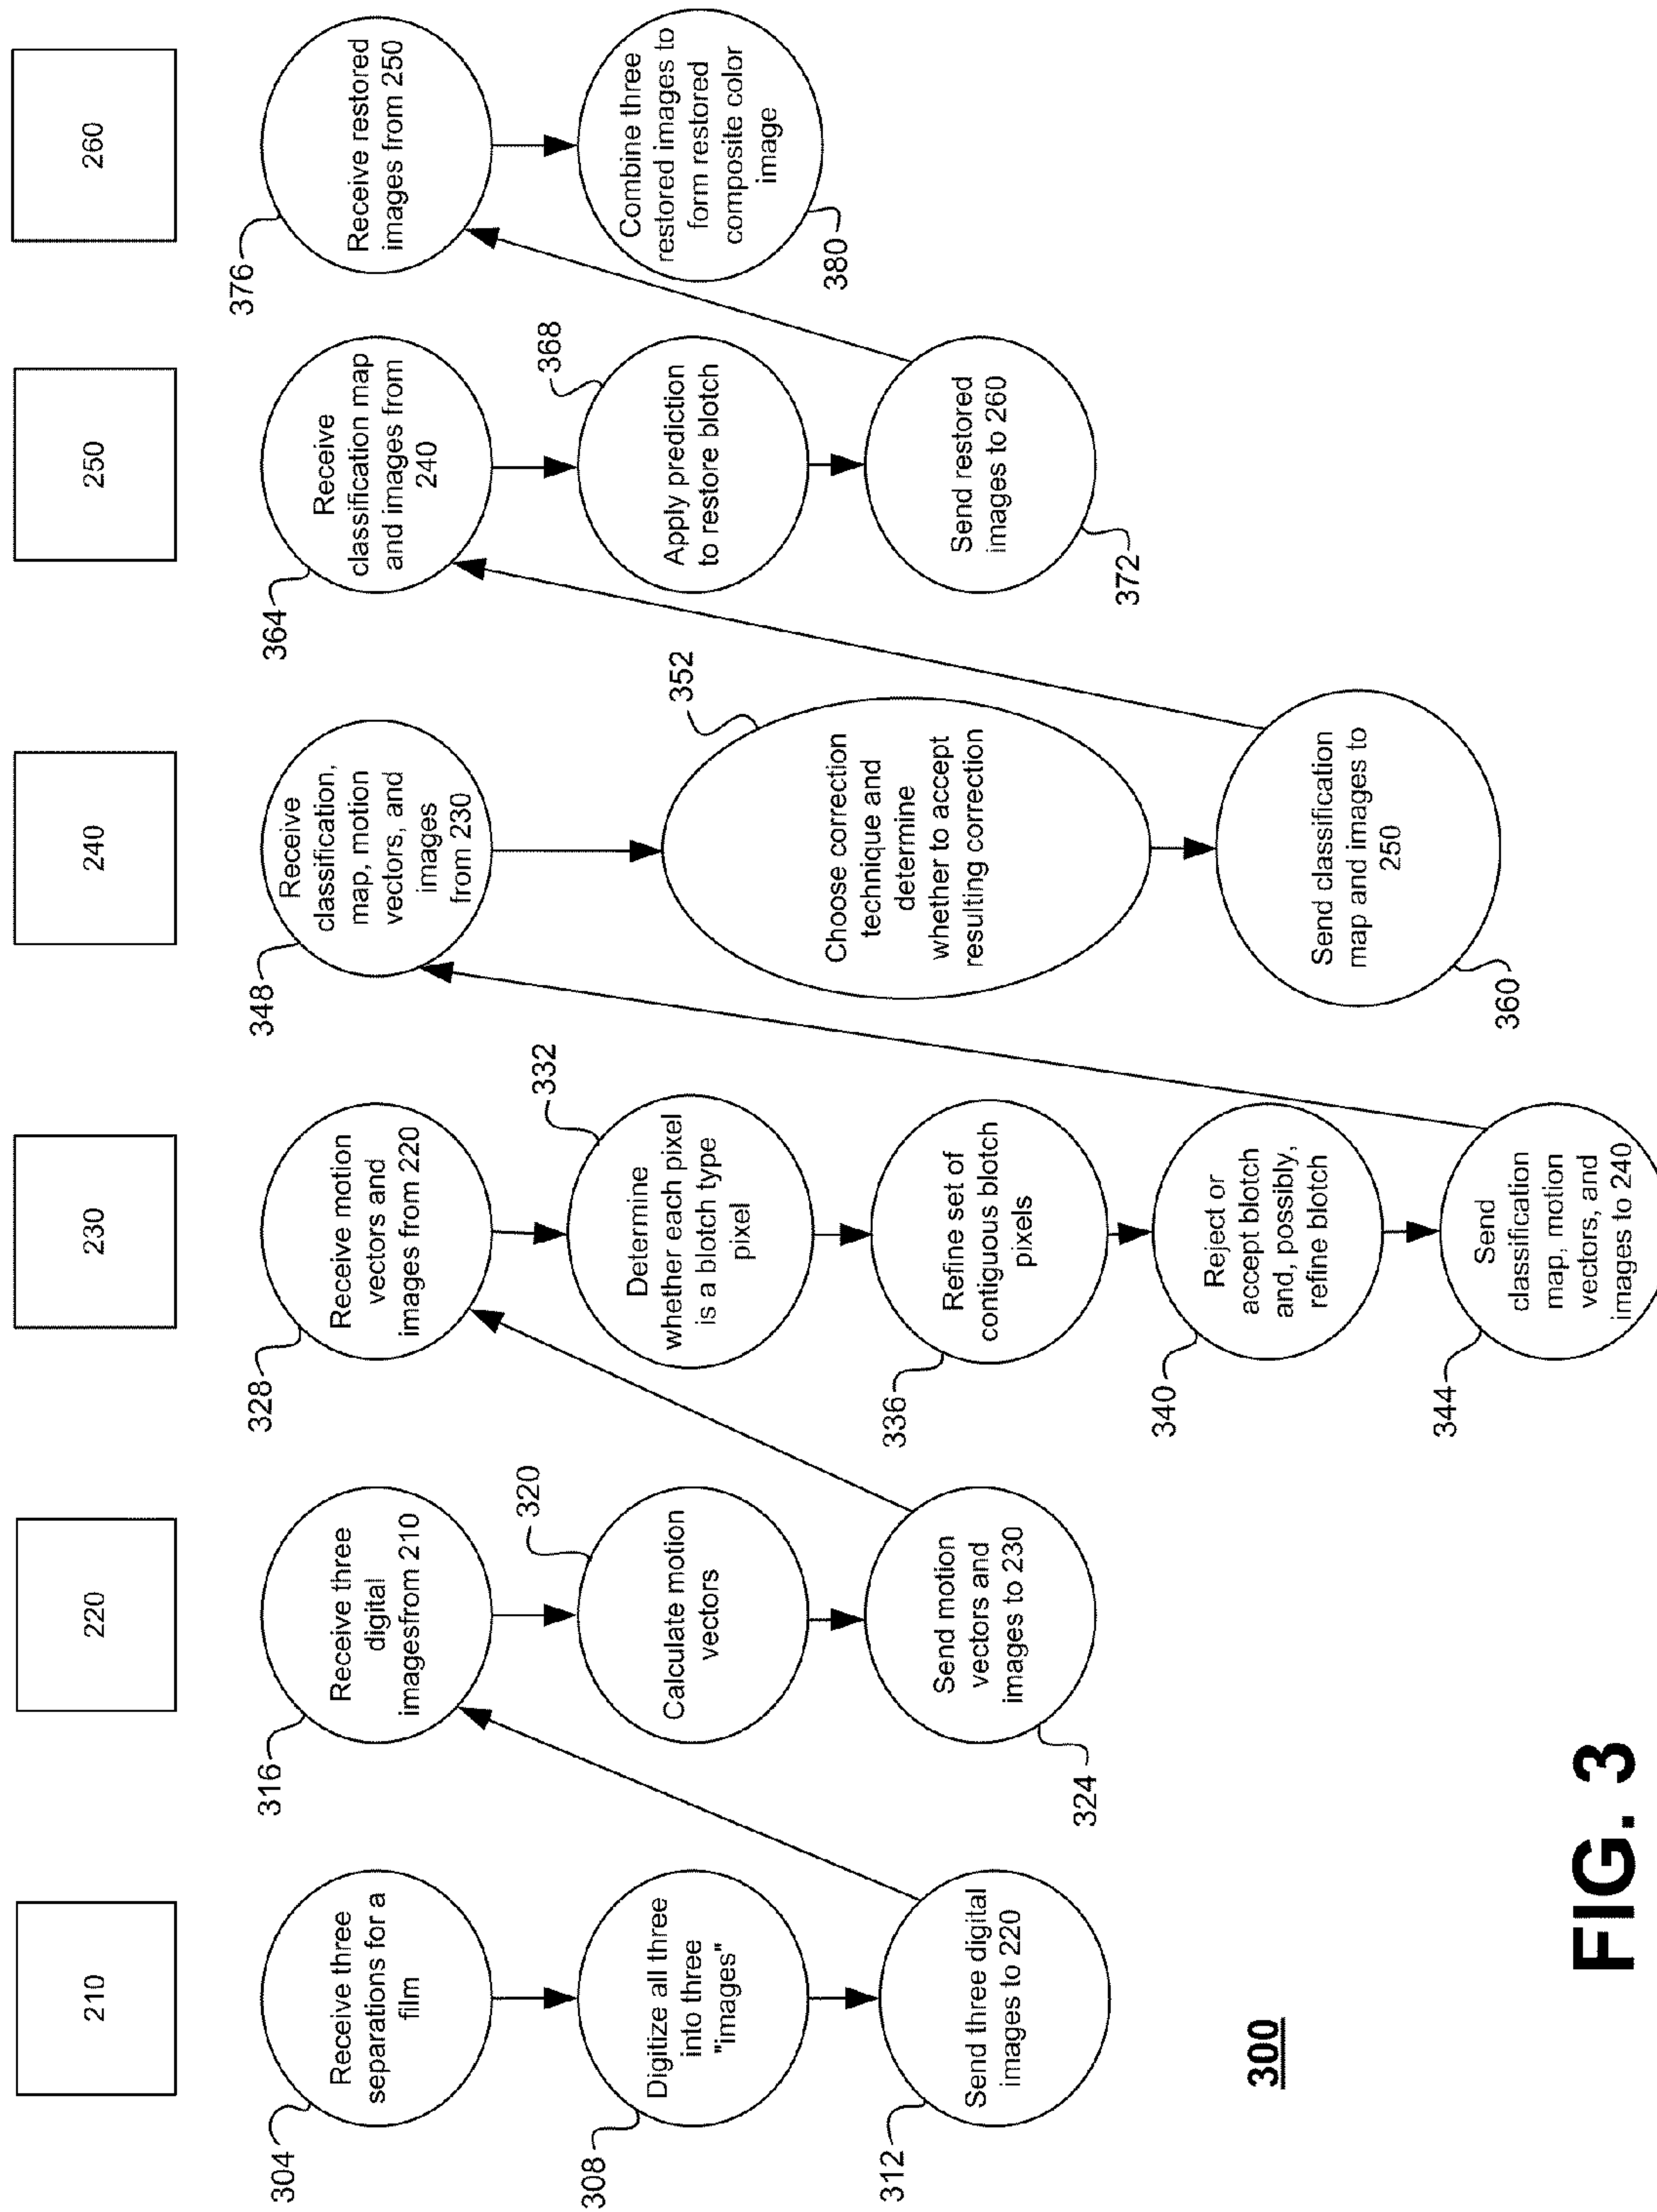 210
304
Receive three
separations for a
film
308
Digitize all three
into three
"images"
312
Send three digital
images to 220
220
316
Receive three
digital
imagesfrom 210
320
Calculate motion
vectors
324
Send motion
vectors and
images to 230
230
328
Receive motion
vectors and
images from 220
332
Determine
whether each pixel
is a blotch type
pixel
336
Refine set of
contiguous blotch
pixels
340
Reject or
accept blotch
and, possibly,
refine blotch
344
Send
classification
map, motion
vectors, and
images to 240
240
348
Receive
classification,
map, motion
vectors, and
images
from 230
352
Choose correction
technique and
determine
whether to accept
resulting correction
360
Send classification
map and images to
250
250
364
Receive
classification map
and images from
240
368
Apply prediction
to restore blotch
372
Send restored
images to 260
260
376
Receive restored
images from 250
380
Combine three
restored images to
form restored
composite color
image
300
FIG. 3